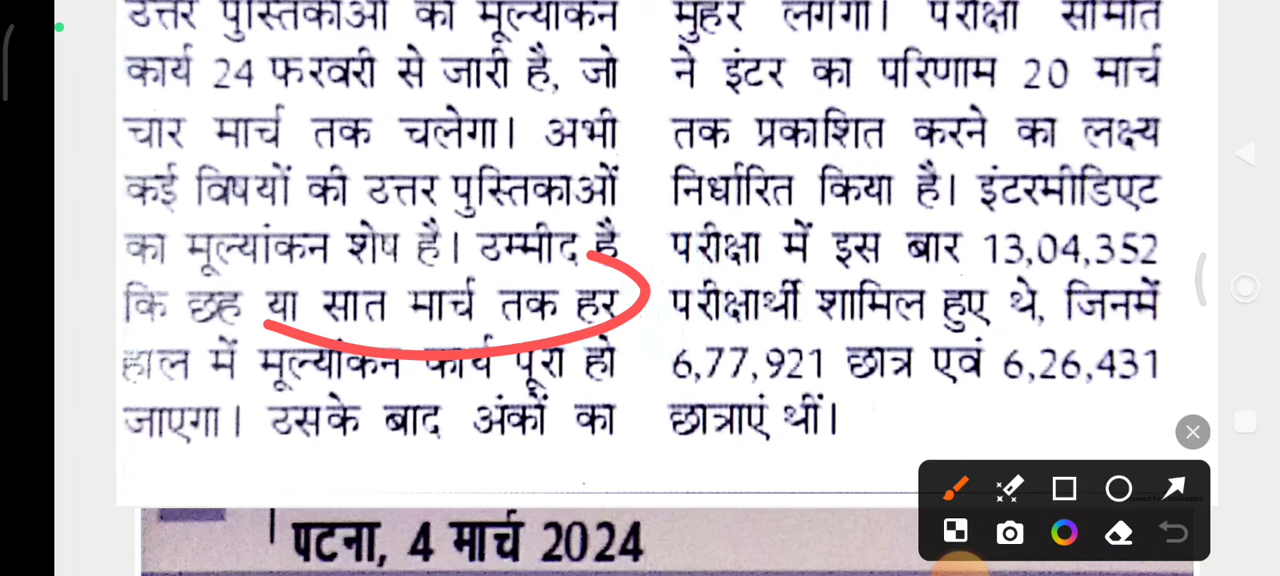 उत्तर पुस्तिकाओं का मूल्यांकन
कार्य 24 फरवरी से जारी है, जो
चार मार्च तक चलेगा। अभी
कई विषयों की उत्तर पुस्तिकाओं
का मूल्यांकन शेष है। उम्मीद है
कि छह या सात मार्च तक हर
हाल में मूल्यांकन कार्य पूरा हो
जाएगा। उसके बाद अंकों का
मुहर लगेगी। परीक्षा समिति
ने इंटर का परिणाम 20 मार्च
तक प्रकाशित करने का लक्ष्य
निर्धारित किया है। इंटरमीडिएट
परीक्षा में इस बार 13,04,352
परीक्षार्थी शामिल हुए थे, जिनमें
6,77,921 छात्र एवं 6,26,431
छात्राएं थीं।
पटना, 4 मार्च 2024